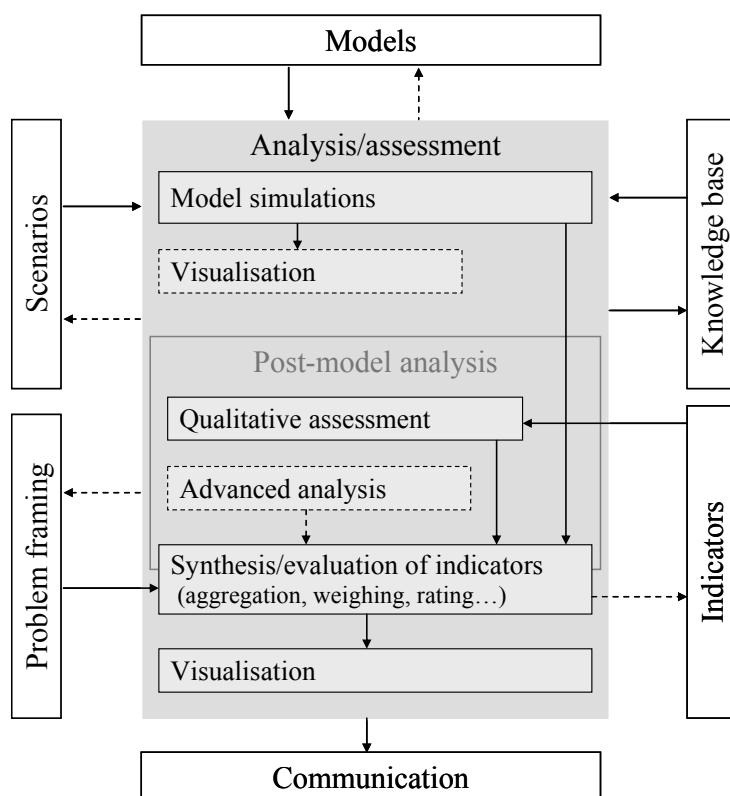 Models
Analysis/assessment
Scenarios
Model simulations
Knowledge base
Visualisation
Post-model analysis
Qualitative assessment
Problem framing
Advanced analysis
Indicators
Synthesis/evaluation of indicators
(aggregation, weighing, rating…)
Visualisation
Communication